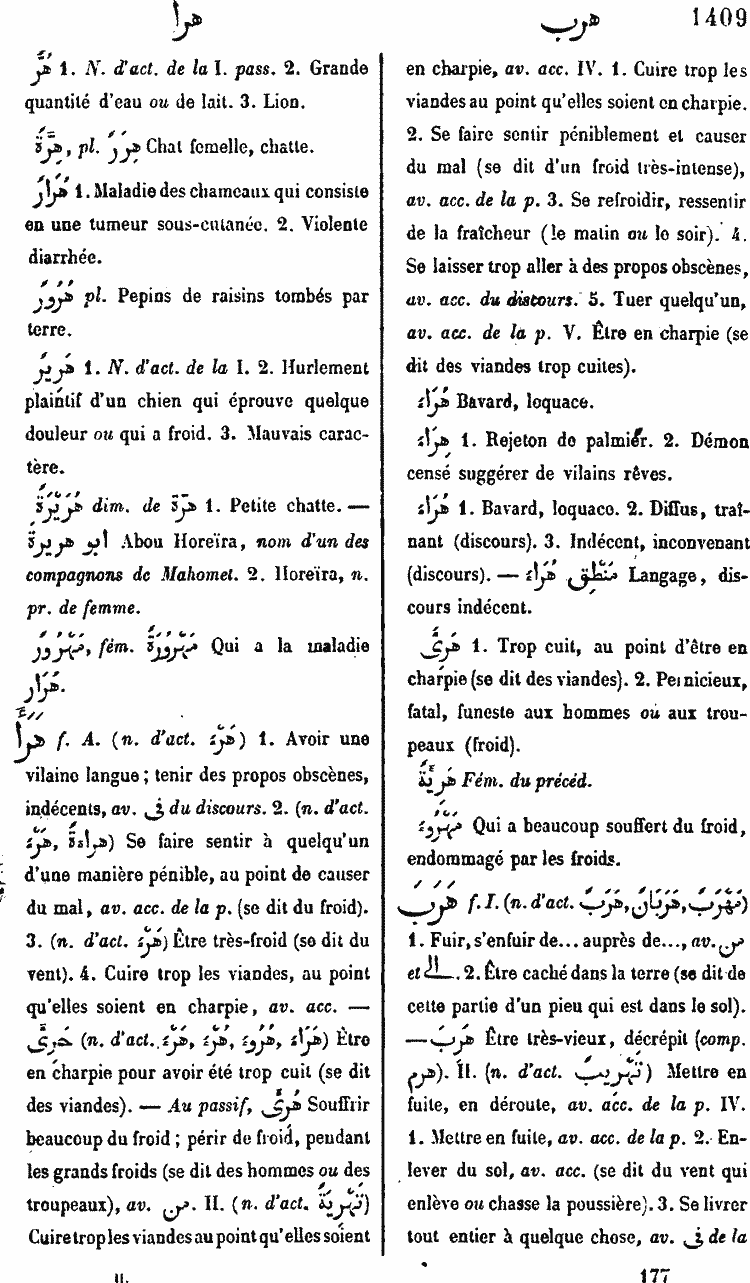 هرأ
هرب
1409
هَرٌّ 1. N. d'act. de la I. pass. 2. Grande
quantité d'eau ou de lait. 3. Lion.
هِرَّةٌ, pl. هِرَرٌ Chat femelle, chatte.
هُرَارٌ 1. Maladie des chameaux qui consiste
en une tumeur sous-cutanée. 2. Violente
diarrhée.
هُرُورٌ pl. Pepins de raisins tombés par
terre.
هَرِيرٌ 1. N. d'act. de la I. 2. Hurlement
plaintif d'un chien qui éprouve quelque
douleur ou qui a froid. 3. Mauvais carac-
tère.
هُرَيْرَةٌ dim. de هرّة 1. Petite chatte. —
أبو هريرة Abou Horeïra, nom d'un des
compagnons de Mahomet. 2. Horeïra, n.
pr. de femme.
مَهْرُورٌ, fém. مَهْرُورَةٌ Qui a la maladie
هُرَار.
هَرَأَ f. A. (n. d'act. هَرْء) 1. Avoir une
vilaine langue ; tenir des propos obscènes,
indécents, av. فى du discours. 2. (n. d'act.
هَرْء, هراءة) Se faire sentir à quelqu'un
d'une manière pénible, au point de causer
du mal, av. acc. de la p. (se dit du froid).
3. (n. d'act. هَرْء) Être très-froid (se dit du
vent). 4. Cuire trop les viandes, au point
qu'elles soient en charpie, av. acc. —
(n. d'act. هَرْء, هُرْء, هُرُوء, هَرَاء) Être
en charpie pour avoir été trop cuit (se dit
des viandes). — Au passif, هُرِئَ Souffrir
beaucoup du froid ; périr de froid, pendant
les grands froids (se dit des hommes ou des
troupeaux), av. من. II. (n. d'act. تَهْرِيَة)
Cuire trop les viandes au point qu'elles soient
en charpie, av. acc. IV. 1. Cuire trop les
viandes au point qu'elles soient en charpie.
2. Se faire sentir péniblement et causer
du mal (se dit d'un froid très-intense),
av. acc. de la p. 3. Se refroidir, ressentir
de la fraîcheur (le matin ou le soir). 4.
Se laisser trop aller à des propos obscènes,
av. acc. du discours. 5. Tuer quelqu'un,
av. acc. de la p. V. Être en charpie (se
dit des viandes trop cuites).
هُرَاء Bavard, loquace.
هِرَاء 1. Rejeton de palmier. 2. Démon
censé suggérer de vilains rêves.
هُرَاء 1. Bavard, loquace. 2. Diffus, traî-
nant (discours). 3. Indécent, inconvenant
(discours). — مَنْطِق هُرَاء Langage, dis-
cours indécent.
هَرِىٌّ 1. Trop cuit, au point d'être en
charpie (se dit des viandes). 2. Pernicieux,
fatal, funeste aux hommes ou aux trou-
peaux (froid).
هَرِيَّةٌ Fém. du précéd.
مَهْرُوء Qui a beaucoup souffert du froid,
endommagé par les froids.
هَرَبَ f. I. (n. d'act. هَرَبٌ, هَرَبَانٌ, مَهْرَبٌ)
1. Fuir, s'enfuir de... auprès de..., av. من
et إلى. 2. Être caché dans la terre (se dit de
cette partie d'un pieu qui est dans le sol).
— هَرِبَ Être très-vieux, décrépit (comp.
هرم). II. (n. d'act. تَهْرِيبٌ) Mettre en
fuite, en déroute, av. acc. de la p. IV.
1. Mettre en fuite, av. acc. de la p. 2. En-
lever du sol, av. acc. (se dit du vent qui
enlève ou chasse la poussière). 3. Se livrer
tout entier à quelque chose, av. فى de la
II.
177